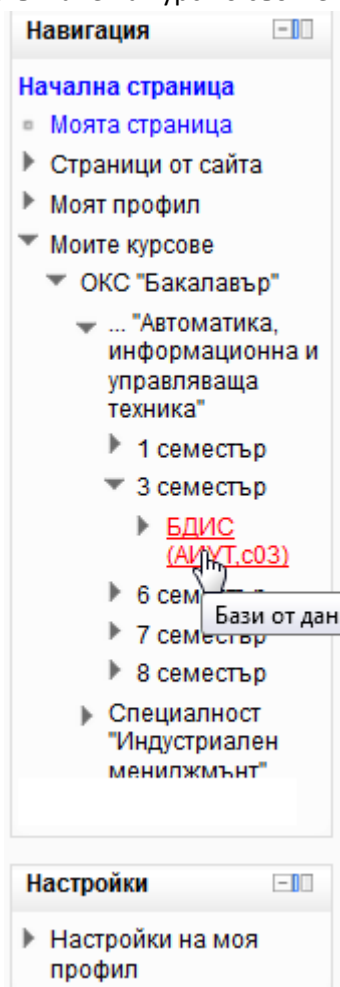 Навигация
Начална страница
Моята страница
Страници от сайта
Моят профил
Моите курсове
ОКС "Бакалавър"
... "Автоматика,
информационна и
управляваща
техника"
1 семестър
3 семестър
БДИС
(АИУТ,с03)
6
Бази от дан
7 семестър
8 семестър
Специалност
"Индустриален
мениджмънт"
Настройки
Настройки на моя
профил